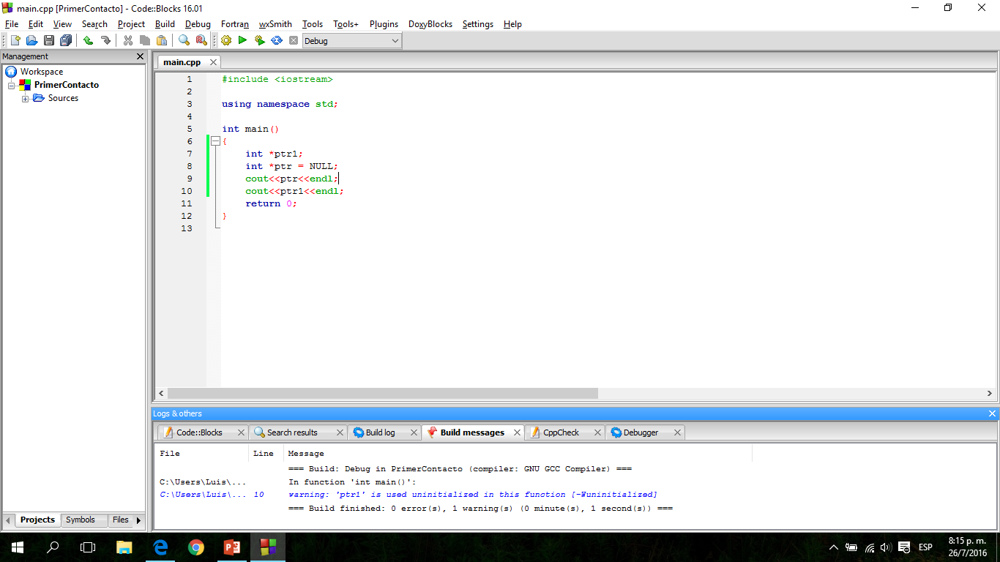 main.cpp [PrimerContacto] - Code::Blocks 16.01
File Edit View Search Project Build Debug Fortran wxSmith Tools Tools+ Plugins DoxyBlocks Settings Help
Debug
Management
Workspace
PrimerContacto
Sources
main.cpp
1 #include <iostream>
2
3 using namespace std;
4
5 int main()
6 {
7 int *ptr1;
8 int *ptr = NULL;
9 cout<<ptr<<endl;
10 cout<<ptr1<<endl;
11 return 0;
12 }
13
Logs & others
Code::Blocks Search results Build log Build messages CppCheck Debugger
File Line Message
=== Build: Debug in PrimerContacto (compiler: GNU GCC Compiler) ===
C:\Users\Luis\... In function 'int main()':
C:\Users\Luis\... 10 warning: 'ptr1' is used uninitialized in this function [-Wuninitialized]
=== Build finished: 0 error(s), 1 warning(s) (0 minute(s), 1 second(s)) ===
Projects Symbols Files
ESP
8:15 p. m.
26/7/2016